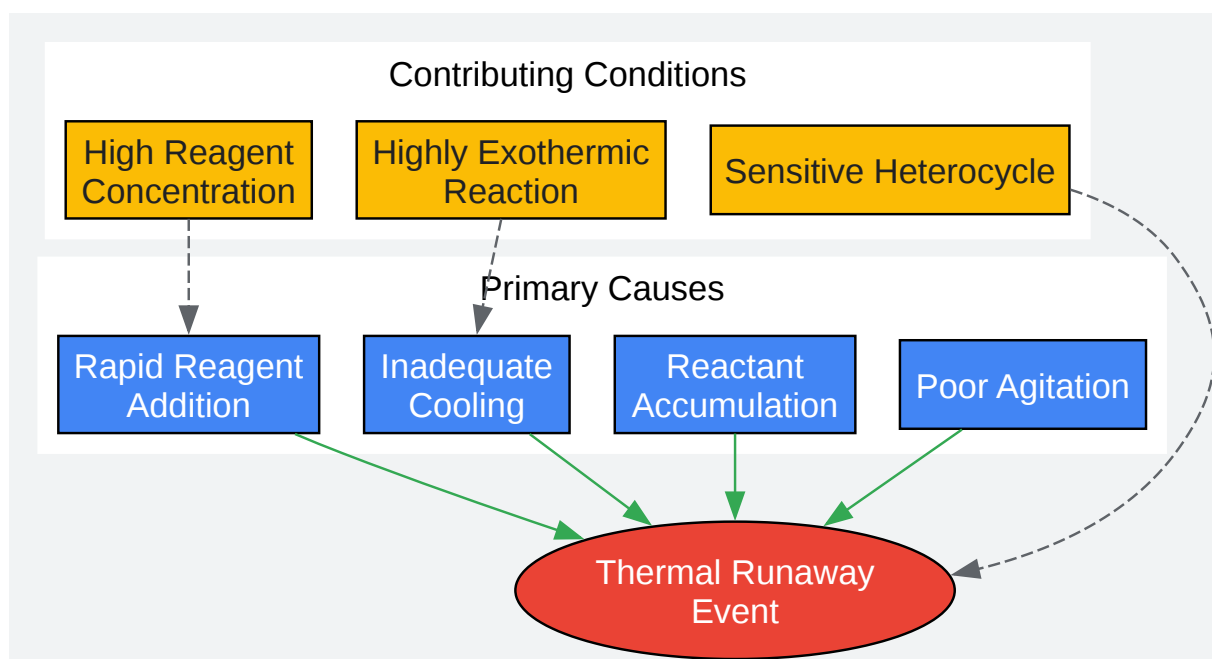 Contributing Conditions
High Reagent
Concentration
Highly Exothermic
Reaction
Sensitive Heterocycle
Primary Causes
Rapid Reagent
Addition
Inadequate
Cooling
Reactant
Accumulation
Poor Agitation
Thermal Runaway
Event